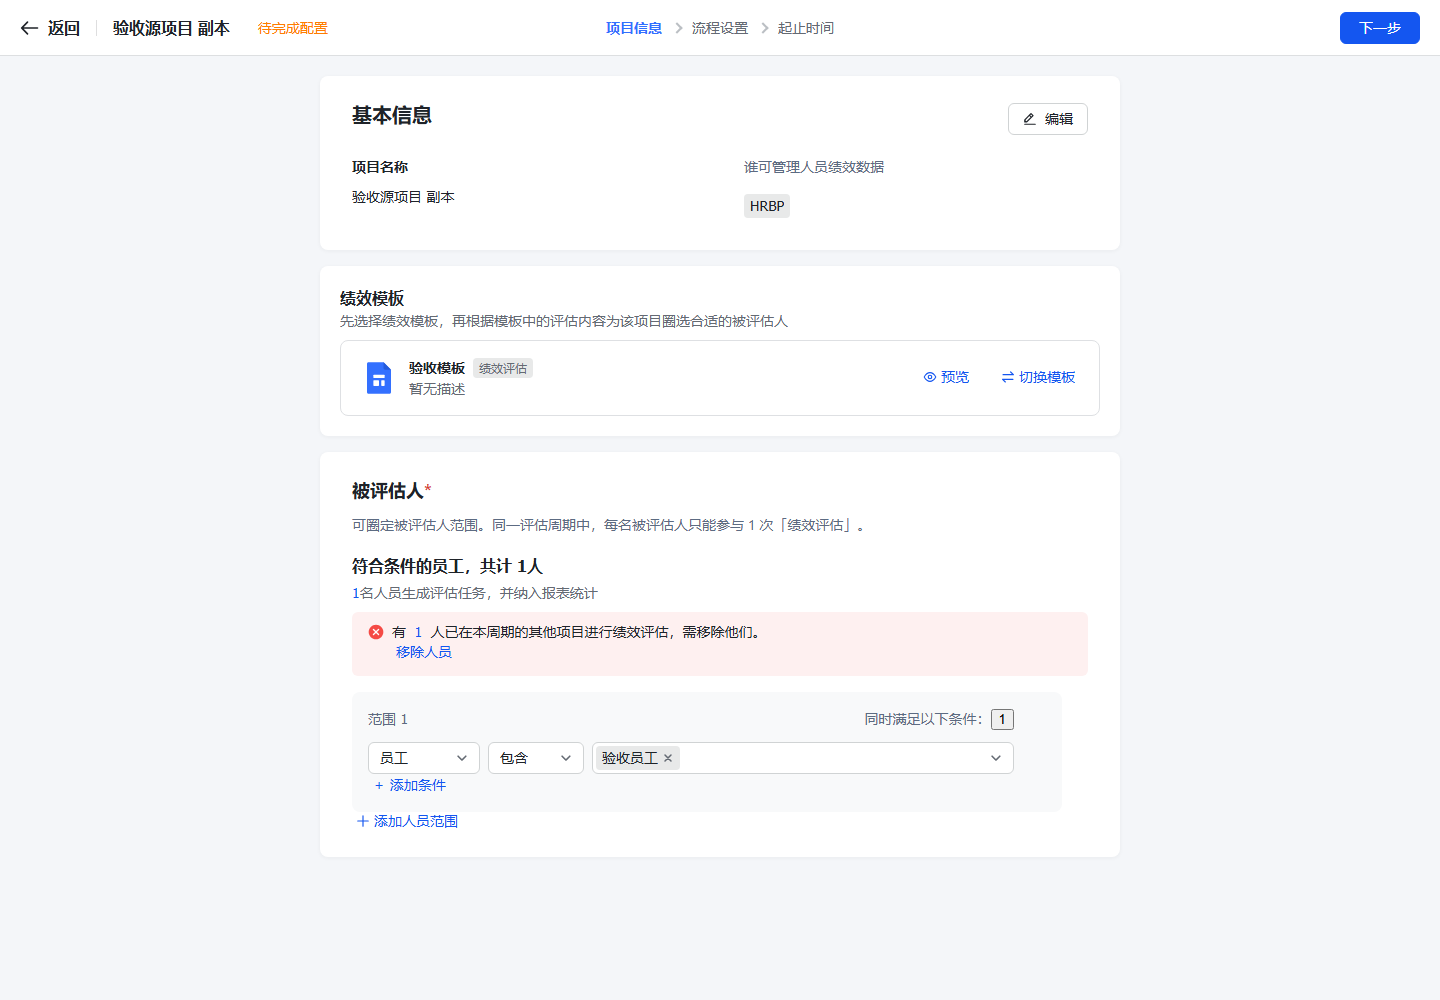 返回 验收源项目 副本 待完成配置 项目信息 流程设置 起止时间 下一步
基本信息 编辑
项目名称 谁可管理人员绩效数据
验收源项目 副本 HRBP
绩效模板
先选择绩效模板，再根据模板中的评估内容为该项目圈选合适的被评估人
验收模板 绩效评估
暂无描述
预览 切换模板
被评估人*
可圈定被评估人范围。同一评估周期中，每名被评估人只能参与 1 次「绩效评估」。
符合条件的员工，共计 1人
1名人员生成评估任务，并纳入报表统计
有 1 人已在本周期的其他项目进行绩效评估，需移除他们。
移除人员
范围 1 同时满足以下条件： 1
员工 包含 验收员工
+ 添加条件
添加人员范围